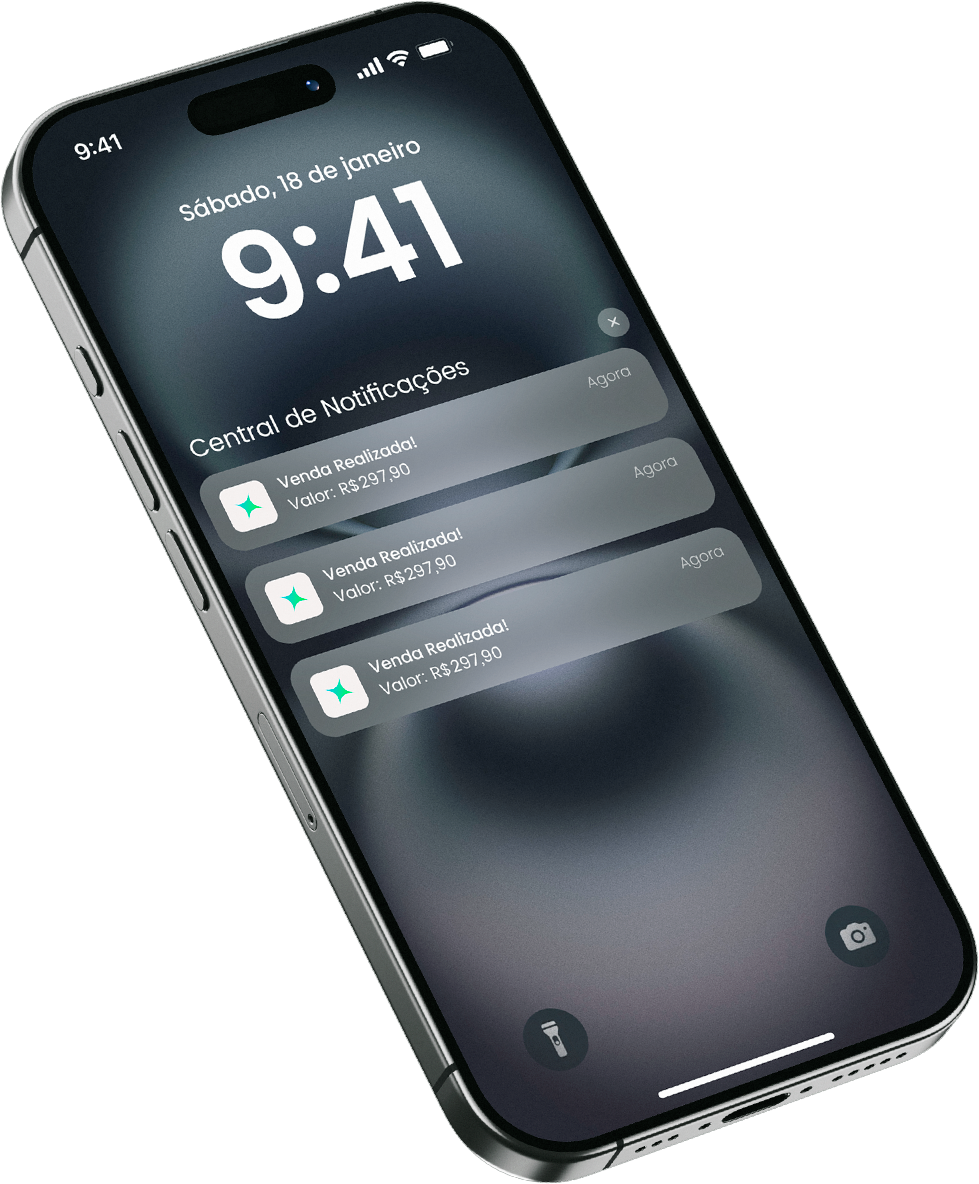 9:41
Sábado, 18 de janeiro
9:41
Central de Notificações
Agora
Venda Realizada!
Valor: R$297,90
Agora
Venda Realizada!
Valor: R$297,90
Agora
Venda Realizada!
Valor: R$297,90